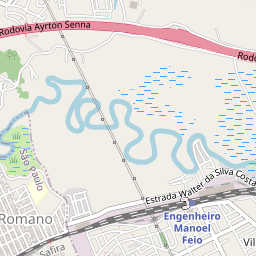 Rodovia Ayrton Senna
Rodo
São Paulo
Estrada Walter da Silva Costa
Engenheiro
Manoel
Feio
Romano
Safira
Vil